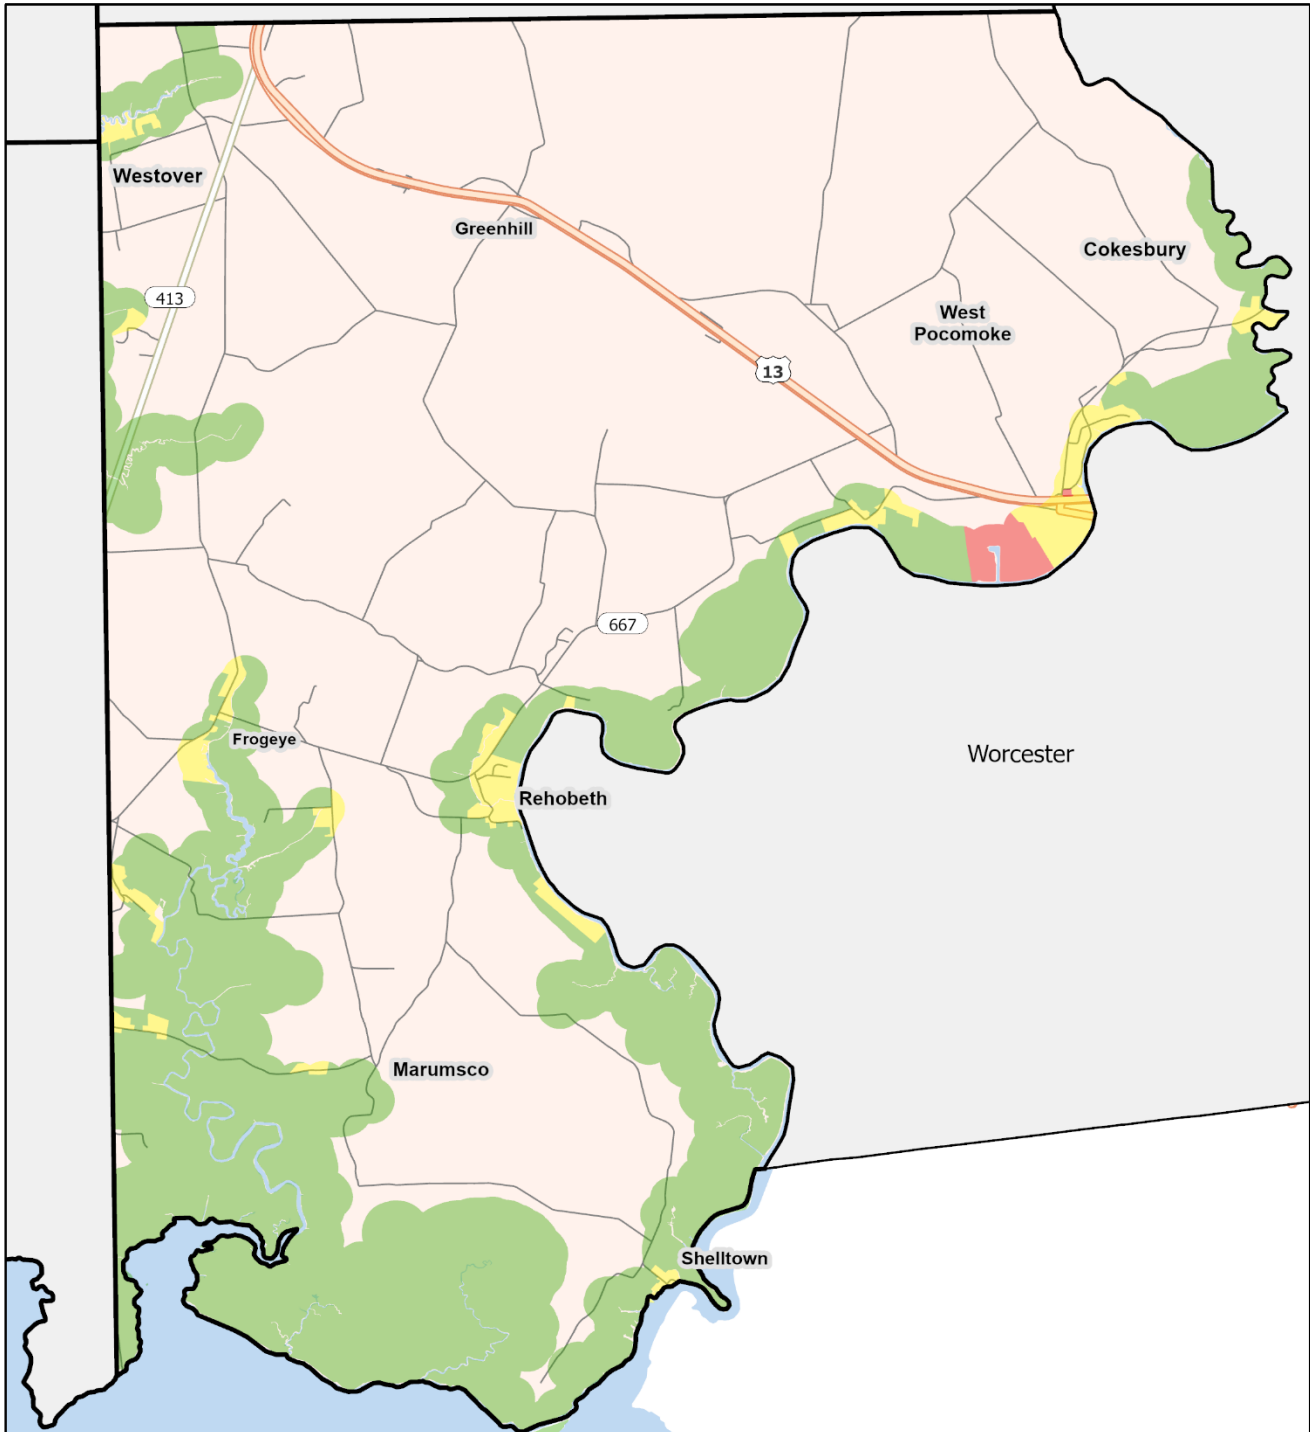 Westover
Greenhill
Cokesbury
413
West
Pocomoke
13
667
Frogeye
Worcester
Rehobeth
Marumsco
Shelltown